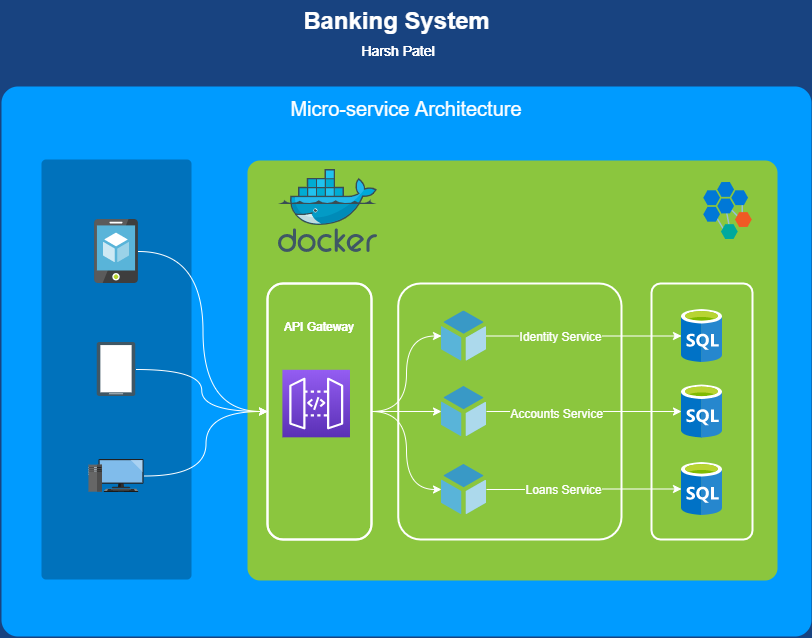 Banking System
Harsh Patel
Micro-service Architecture
docker
API Gateway
</>
Identity Service
SQL
Accounts Service
SQL
Loans Service
SQL